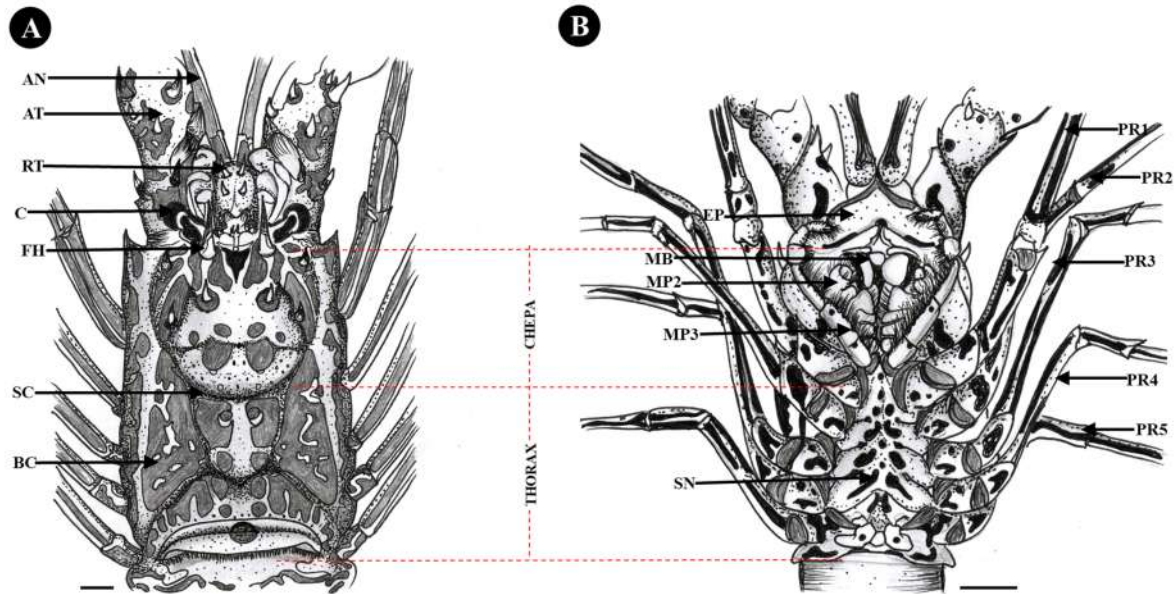 A
B
AN
AT
RT
C
FH
SC
BC
CHEPA
THORAX
EP
MB
MP2
MP3
SN
PR1
PR2
PR3
PR4
PR5